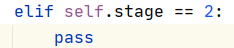 elif self.stage == 2:
    pass